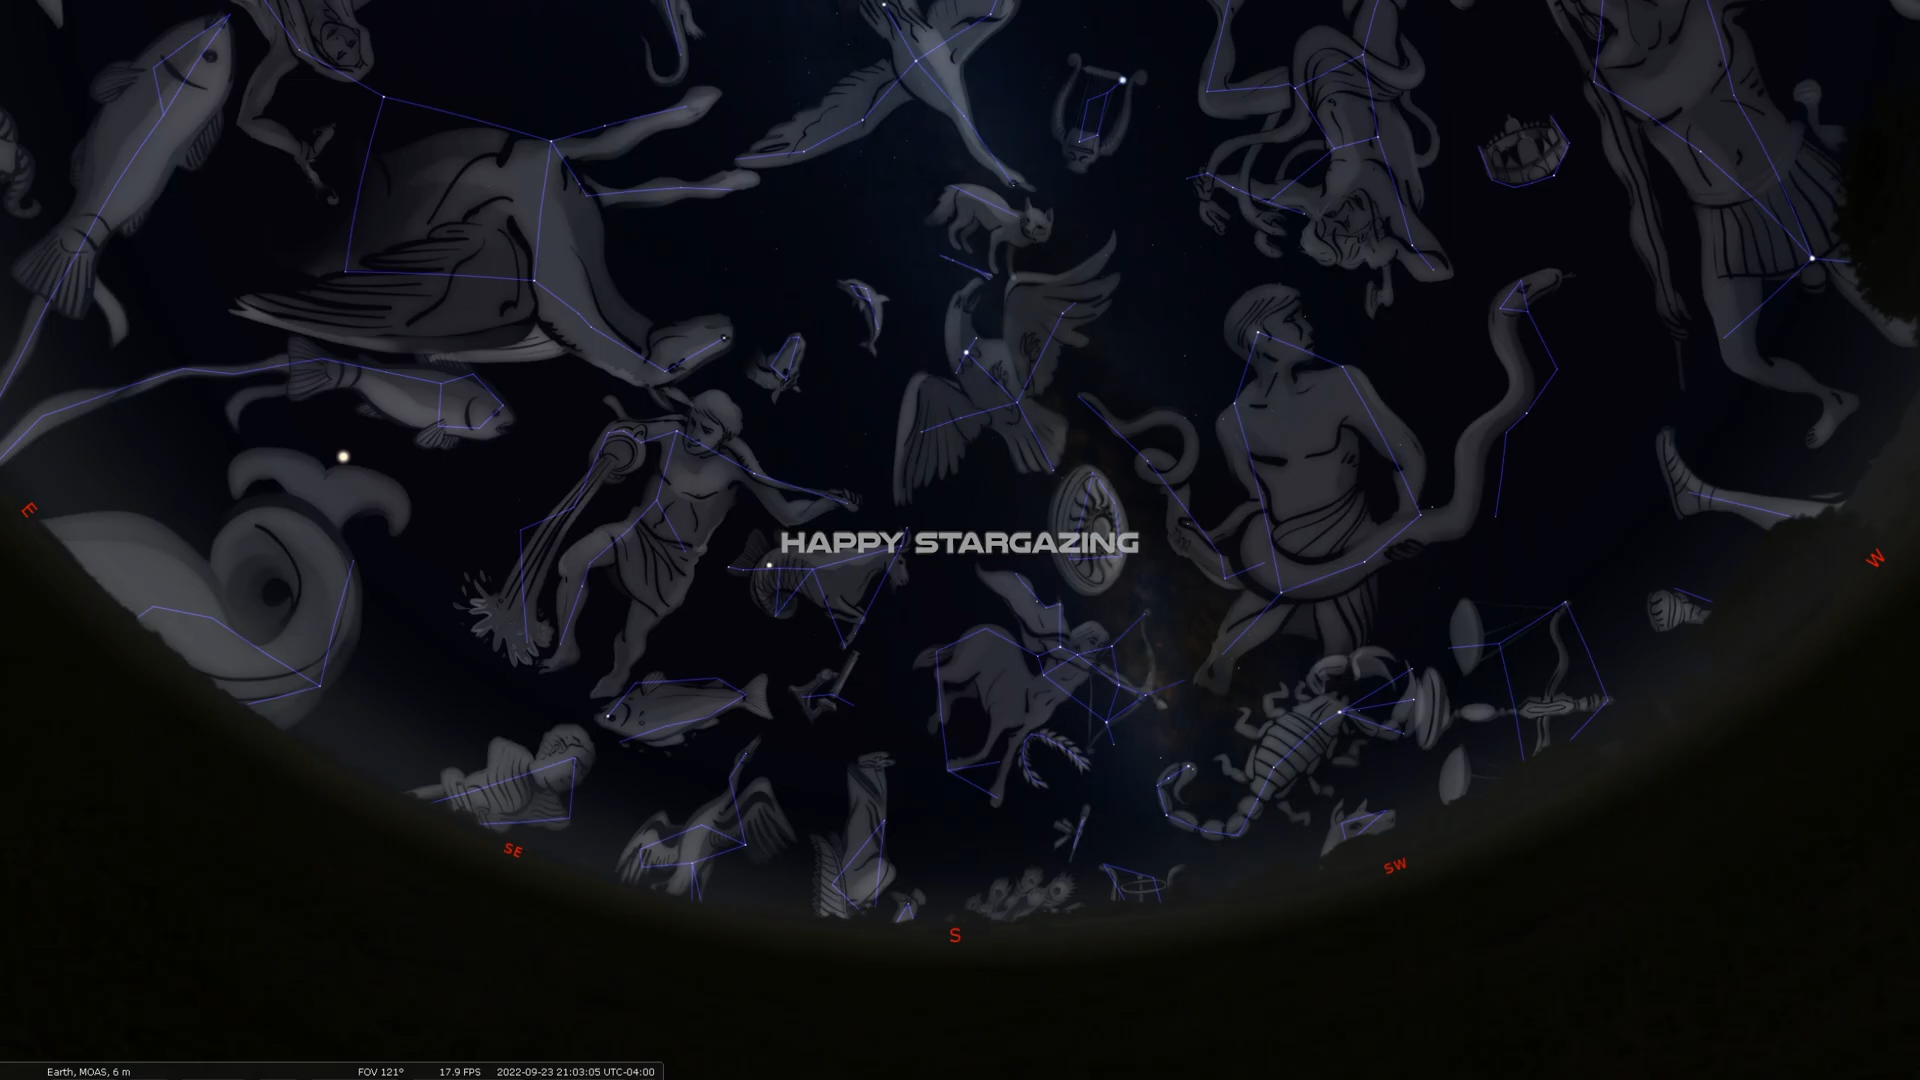 E
HAPPY STARGAZING
W
SE
SW
S
Earth, MOAS, 6 m FOV 121° 17.9 FPS 2022-09-23 21:03:05 UTC-04:00